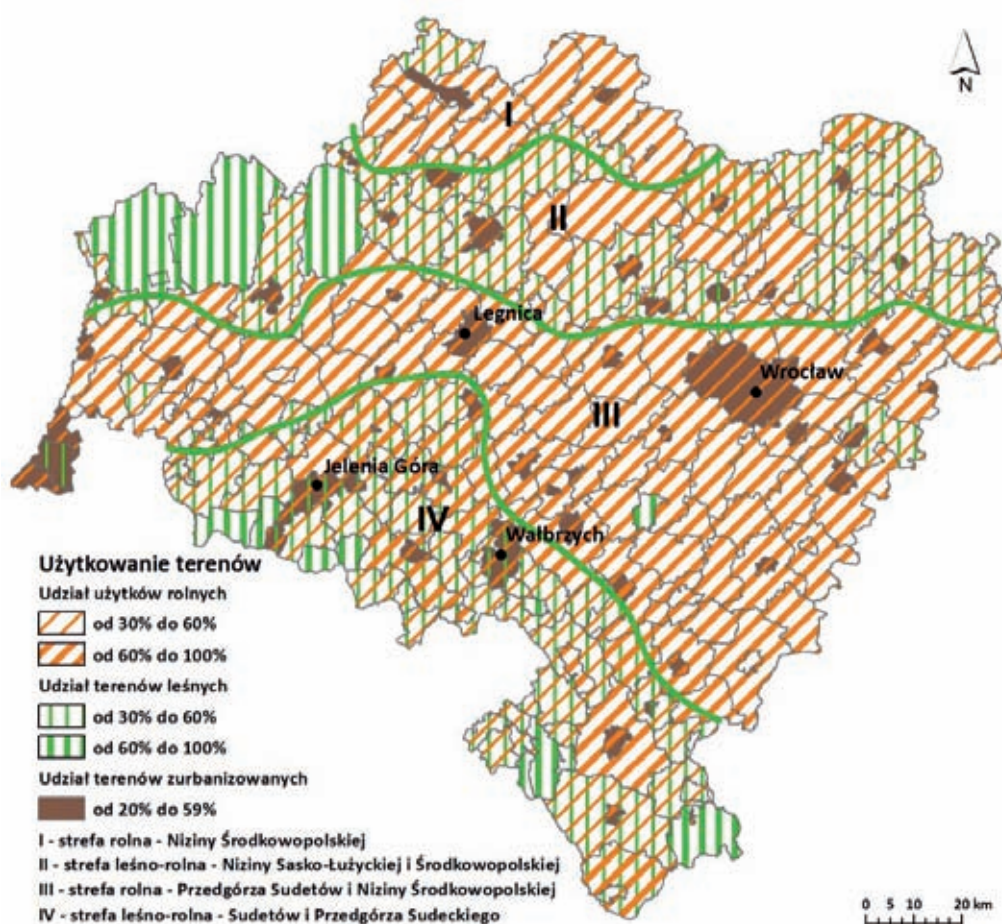 N
I
II
Legnica
Wrocław
III
Jelenia Góra
IV
Wałbrzych
Użytkowanie terenów
Udział użytków rolnych
od 30% do 60%
od 60% do 100%
Udział terenów leśnych
od 30% do 60%
od 60% do 100%
Udział terenów zurbanizowanych
od 20% do 59%
I - strefa rolna - Niziny Środkowopolskiej
II - strefa leśno-rolna - Niziny Sasko-Łużyckiej i Środkowopolskiej
III - strefa rolna - Przedgórza Sudetów i Niziny Środkowopolskiej
IV - strefa leśno-rolna - Sudetów i Przedgórza Sudeckiego
0 5 10 20 km